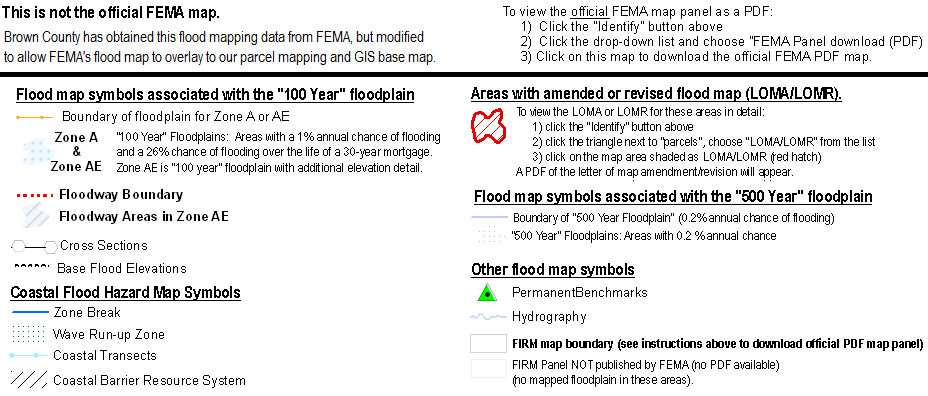 This is not the official FEMA map.
Brown County has obtained this flood mapping data from FEMA, but modified
to allow FEMA's flood map to overlay to our parcel mapping and GIS base map.
To view the official FEMA map panel as a PDF:
1) Click the "Identify" button above
2) Click the drop-down list and choose "FEMA Panel download (PDF)
3) Click on this map to download the official FEMA PDF map.
Flood map symbols associated with the "100 Year" floodplain
Boundary of floodplain for Zone A or AE
Zone A
&
Zone AE
"100 Year" Floodplains: Areas with a 1% annual chance of flooding
and a 26% chance of flooding over the life of a 30-year mortgage.
Zone AE is "100 year" floodplain with additional elevation detail.
Floodway Boundary
Floodway Areas in Zone AE
Cross Sections
Base Flood Elevations
Coastal Flood Hazard Map Symbols
Zone Break
Wave Run-up Zone
Coastal Transects
Coastal Barrier Resource System
Areas with amended or revised flood map (LOMA/LOMR).
To view the LOMA or LOMR for these areas in detail:
1) click the "Identify" button above
2) click the triangle next to "parcels", choose "LOMA/LOMR" from the list
3) click on the map area shaded as LOMA/LOMR (red hatch)
A PDF of the letter of map amendment/revision will appear.
Flood map symbols associated with the "500 Year" floodplain
Boundary of "500 Year Floodplain" (0.2% annual chance of flooding)
"500 Year" Floodplains: Areas with 0.2 % annual chance
Other flood map symbols
PermanentBenchmarks
Hydrography
FIRM map boundary (see instructions above to download official PDF map panel)
FIRM Panel NOT published by FEMA (no PDF available)
(no mapped floodplain in these areas).